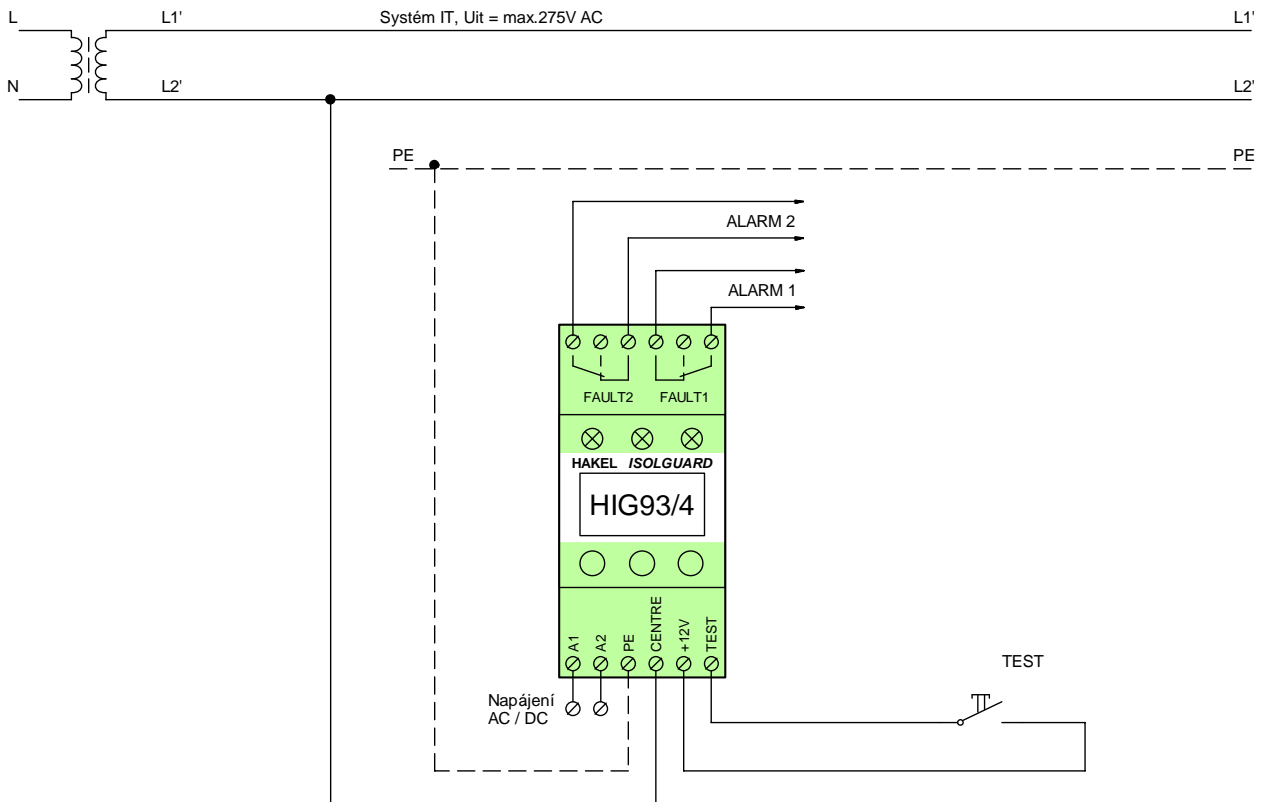 L L1' Systém IT, Uit = max.275V AC L1'
N L2' L2'
PE PE
ALARM 2
ALARM 1
FAULT2 FAULT1
HAKEL ISOLGUARD
HIG93/4
A1 A2 PE CENTRE +12V TEST
TEST
Napájení
AC / DC